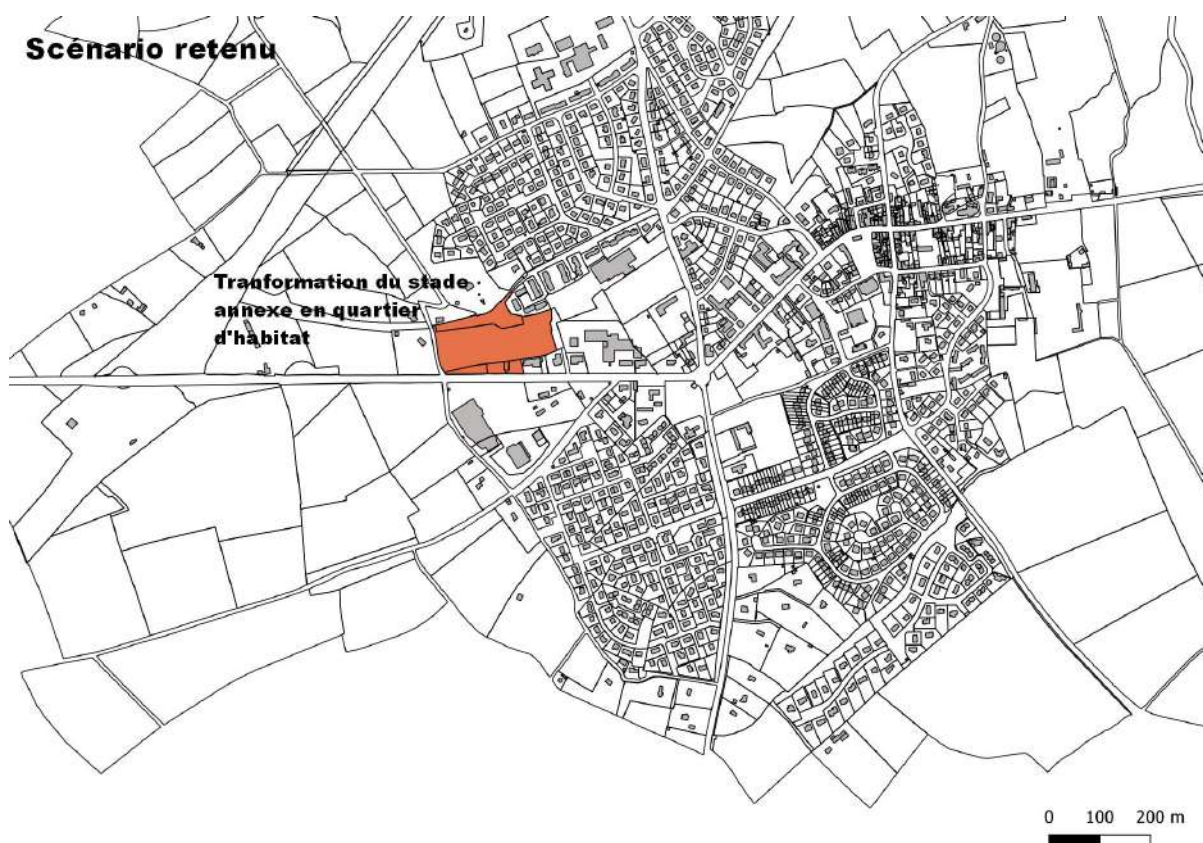 Scénario retenu
Tranformation du stade
annexe en quartier
d'habitat
0 100 200 m